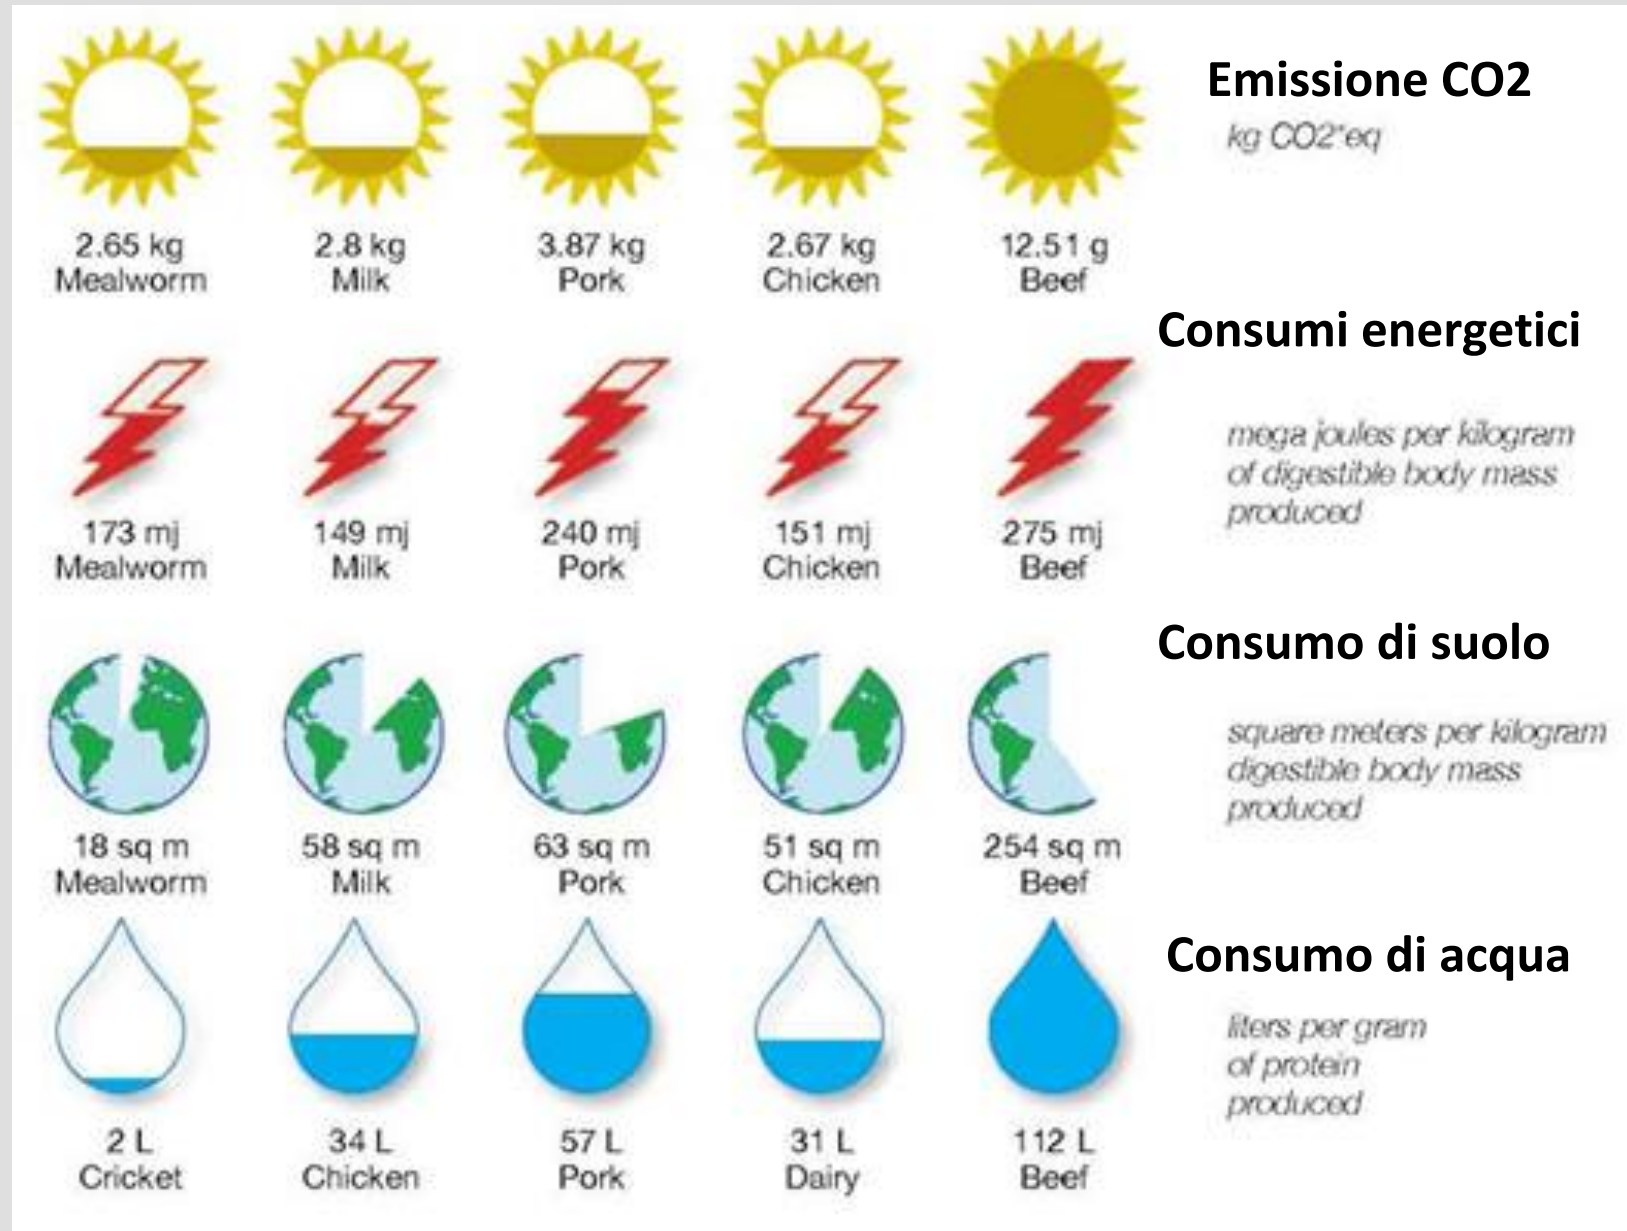 Emissione CO2
kg CO2*eq
2.65 kg
Mealworm
2.8 kg
Milk
3.87 kg
Pork
2.67 kg
Chicken
12.51 g
Beef
Consumi energetici
mega joules per kilogram
of digestible body mass
produced
173 mj
Mealworm
149 mj
Milk
240 mj
Pork
151 mj
Chicken
275 mj
Beef
Consumo di suolo
square meters per kilogram
digestible body mass
produced
18 sq m
Mealworm
58 sq m
Milk
63 sq m
Pork
51 sq m
Chicken
254 sq m
Beef
Consumo di acqua
liters per gram
of protein
produced
2 L
Cricket
34 L
Chicken
57 L
Pork
31 L
Dairy
112 L
Beef